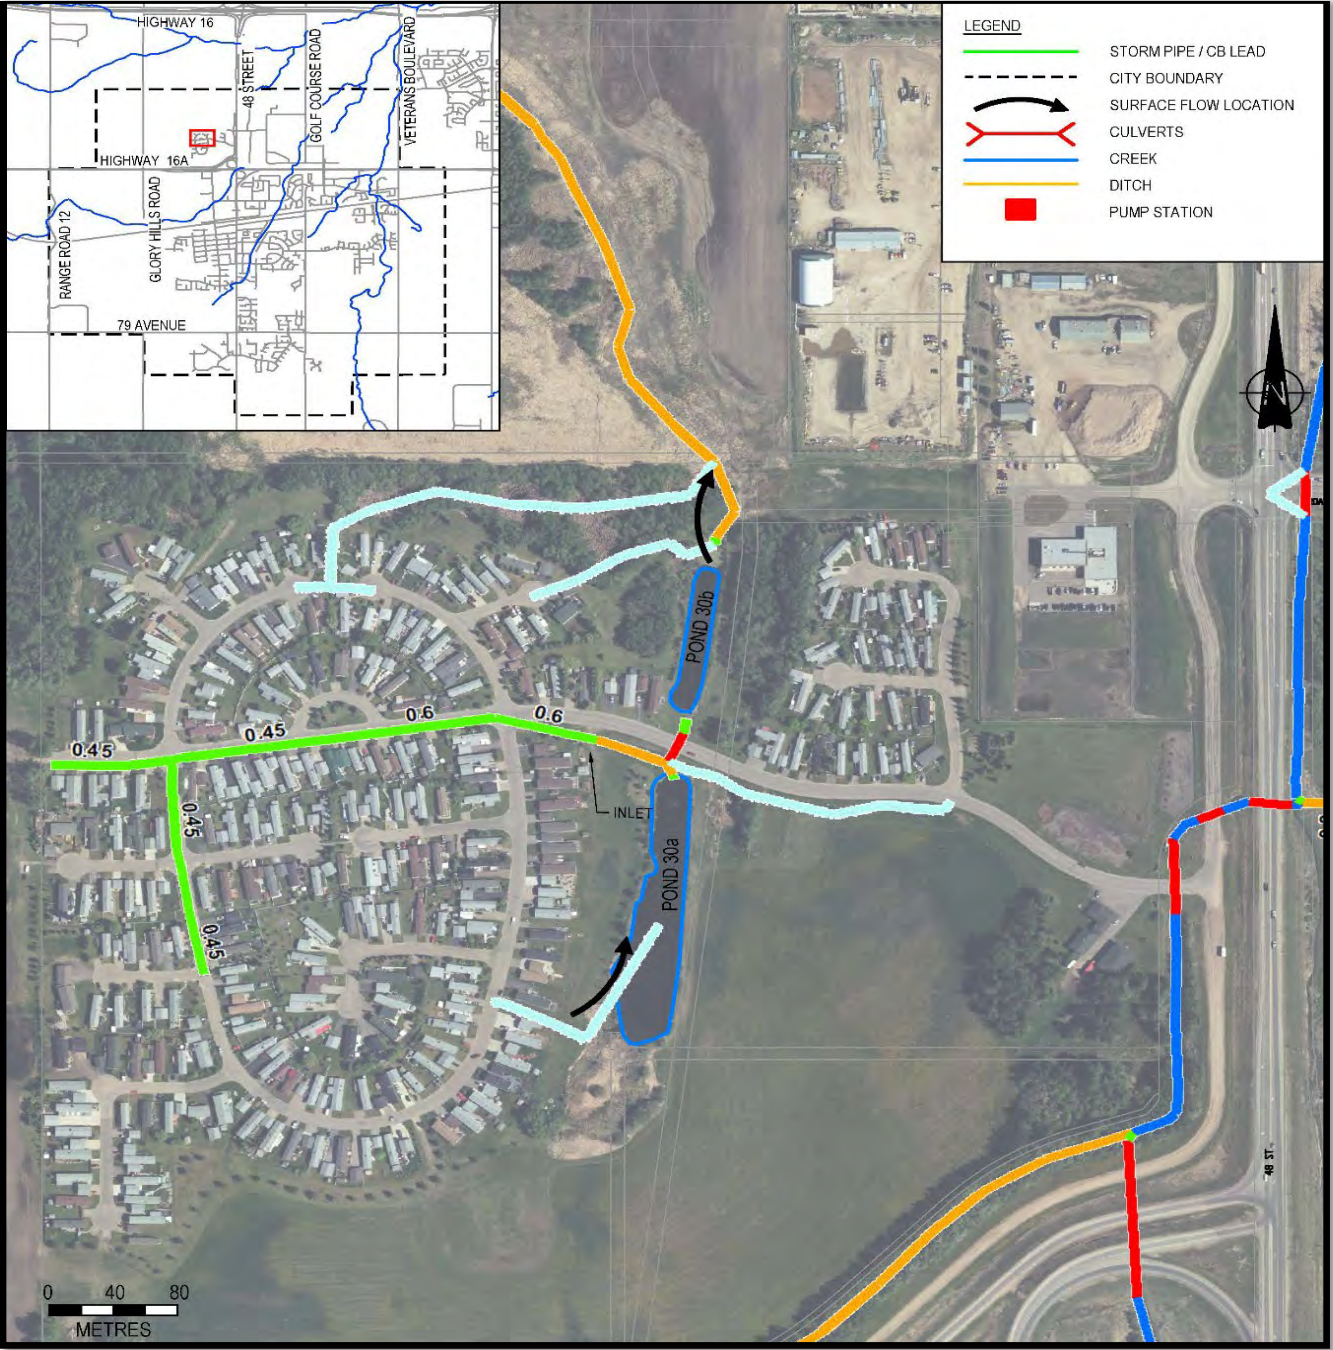 HIGHWAY 16
48 STREET
GOLF COURSE ROAD
VETERANS BOULEVARD
HIGHWAY 16A
RANGE ROAD 12
GLORY HILLS ROAD
79 AVENUE
LEGEND
STORM PIPE / CB LEAD
CITY BOUNDARY
SURFACE FLOW LOCATION
CULVERTS
CREEK
DITCH
PUMP STATION
N
POND 30b
0.45
0.45
0.6
0.6
0.45
INLET
POND 30a
0.45
48 ST.
0 40 80
METRES